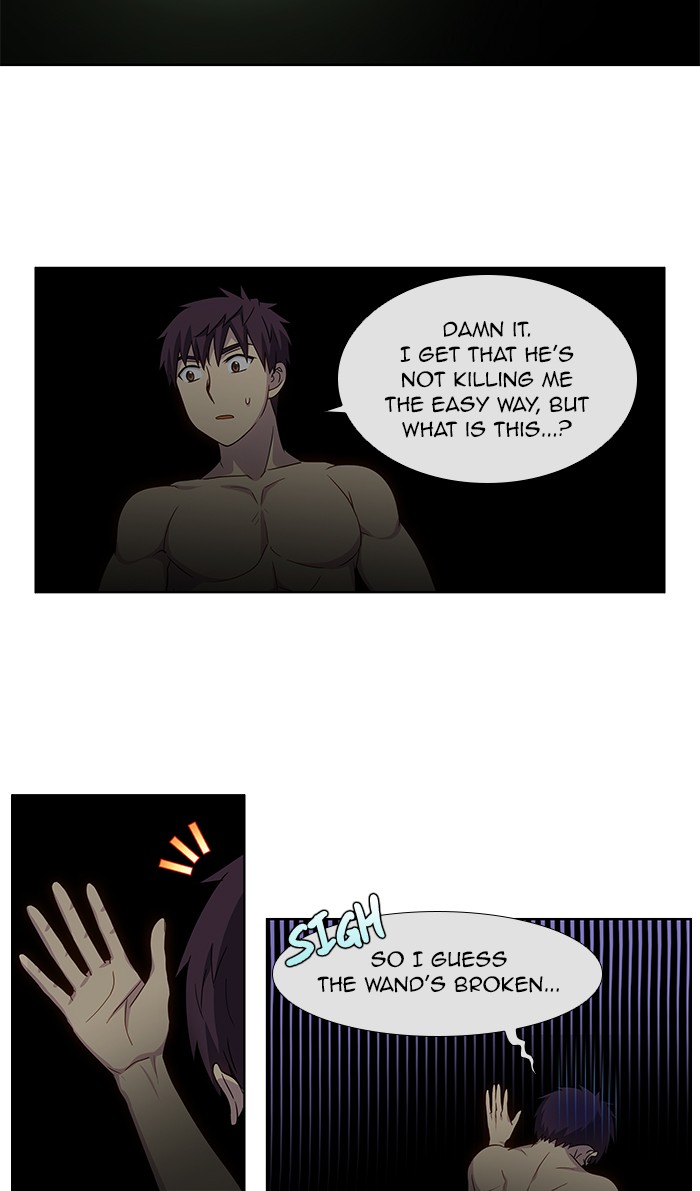 DAMN IT.
I GET THAT HE'S
NOT KILLING ME
THE EASY WAY, BUT
WHAT IS THIS...?
SIGH
SO I GUESS
THE WAND'S BROKEN...